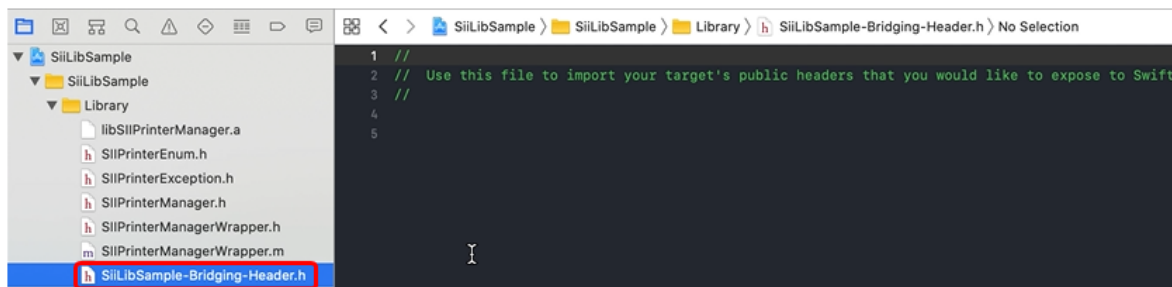 SiiLibSample 〉 SiiLibSample 〉 Library 〉 h SiiLibSample-Bridging-Header.h 〉 No Selection
SiiLibSample
SiiLibSample
Library
libSIIPrinterManager.a
h SIIPrinterEnum.h
h SIIPrinterException.h
h SIIPrinterManager.h
h SIIPrinterManagerWrapper.h
m SIIPrinterManagerWrapper.m
h SiiLibSample-Bridging-Header.h
1 //
2 // Use this file to import your target's public headers that you would like to expose to Swift
3 //
4
5